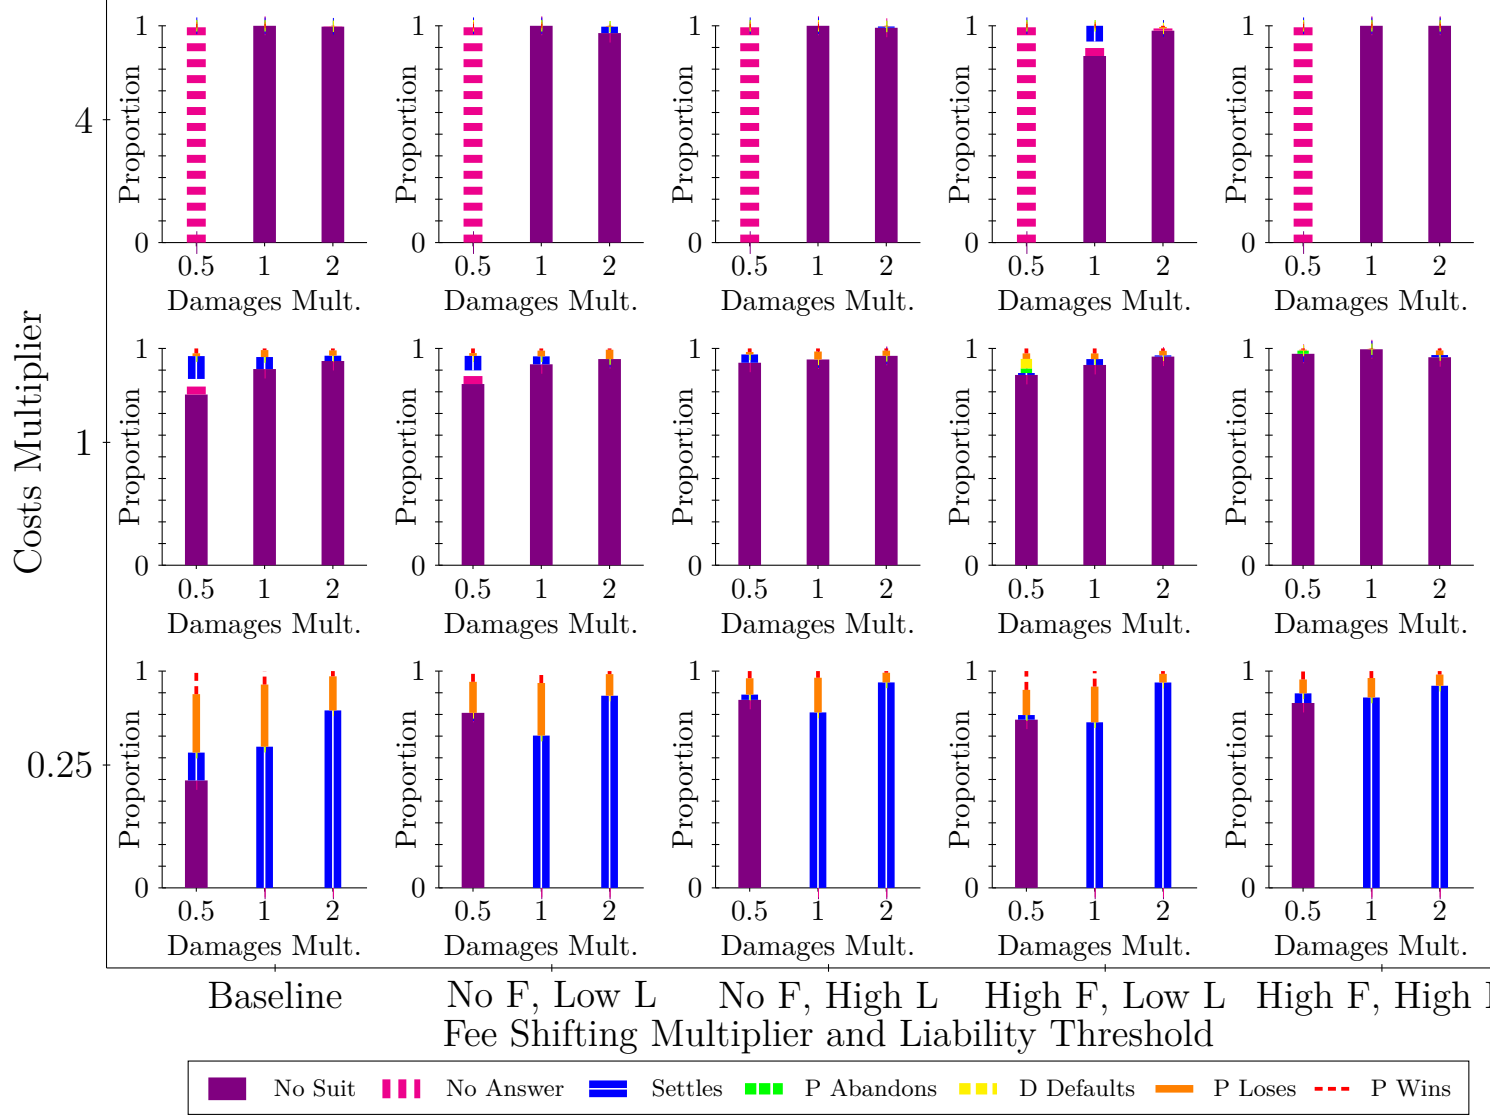 1 1 1 1 1
Proportion Proportion Proportion Proportion Proportion
4
0 0 0 0 0
0.5 1 2 0.5 1 2 0.5 1 2 0.5 1 2 0.5 1 2
Damages Mult. Damages Mult. Damages Mult. Damages Mult. Damages Mult.
Costs Multiplier
1 1 1 1 1
Proportion Proportion Proportion Proportion Proportion
1
0 0 0 0 0
0.5 1 2 0.5 1 2 0.5 1 2 0.5 1 2 0.5 1 2
Damages Mult. Damages Mult. Damages Mult. Damages Mult. Damages Mult.
1 1 1 1 1
Proportion Proportion Proportion Proportion Proportion
0.25
0 0 0 0 0
0.5 1 2 0.5 1 2 0.5 1 2 0.5 1 2 0.5 1 2
Damages Mult. Damages Mult. Damages Mult. Damages Mult. Damages Mult.
Baseline No F, Low L No F, High L High F, Low L High F, High
Fee Shifting Multiplier and Liability Threshold
No Suit No Answer Settles P Abandons D Defaults P Loses P Wins